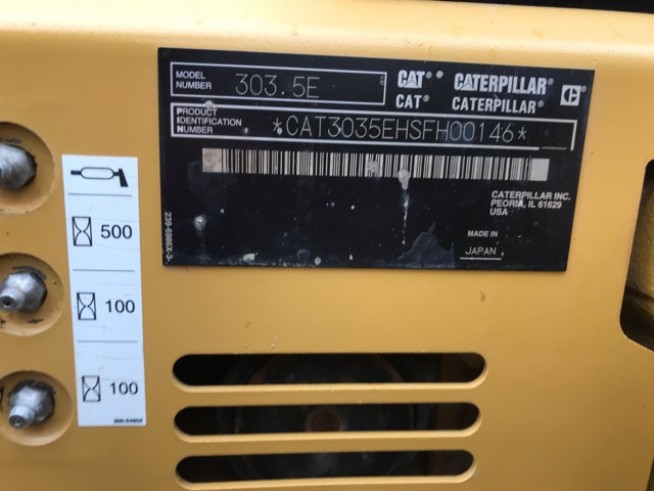 MODEL
NUMBER 303.5E
CAT® CATERPILLAR®
CAT® CATERPILLAR®
PRODUCT
IDENTIFICATION
NUMBER *CAT3035EHSFH00146*
CATERPILLAR INC.
PEORIA, IL 61629
USA
MADE IN
JAPAN
500
100
100